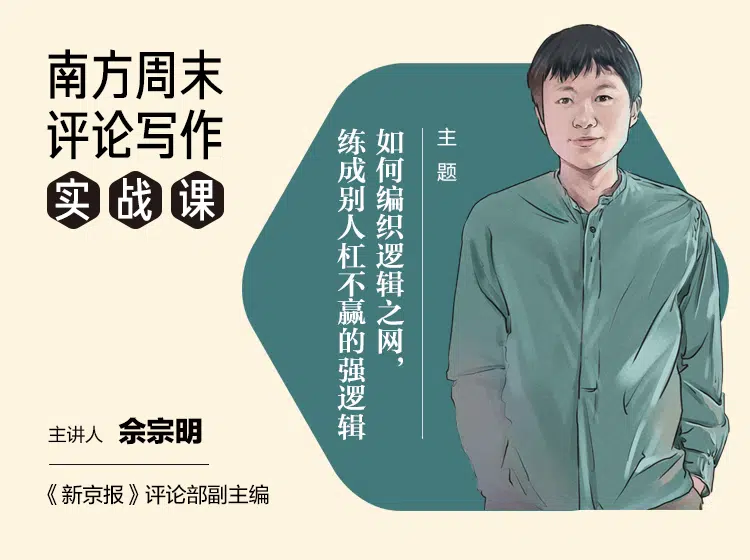 南方周末
评论写作
实战课
主题
如何编织逻辑之网，
练成别人杠不赢的强逻辑
主讲人 佘宗明
《新京报》评论部副主编